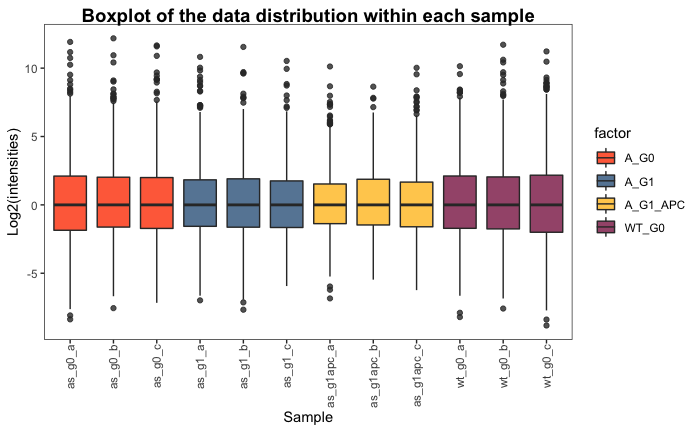 Boxplot of the data distribution within each sample
Log2(intensities)
10
5
0
-5
as_g0_a
as_g0_b
as_g0_c
as_g1_a
as_g1_b
as_g1_c
as_g1apc_a
as_g1apc_b
as_g1apc_c
wt_g0_a
wt_g0_b
wt_g0_c
Sample
factor
A_G0
A_G1
A_G1_APC
WT_G0